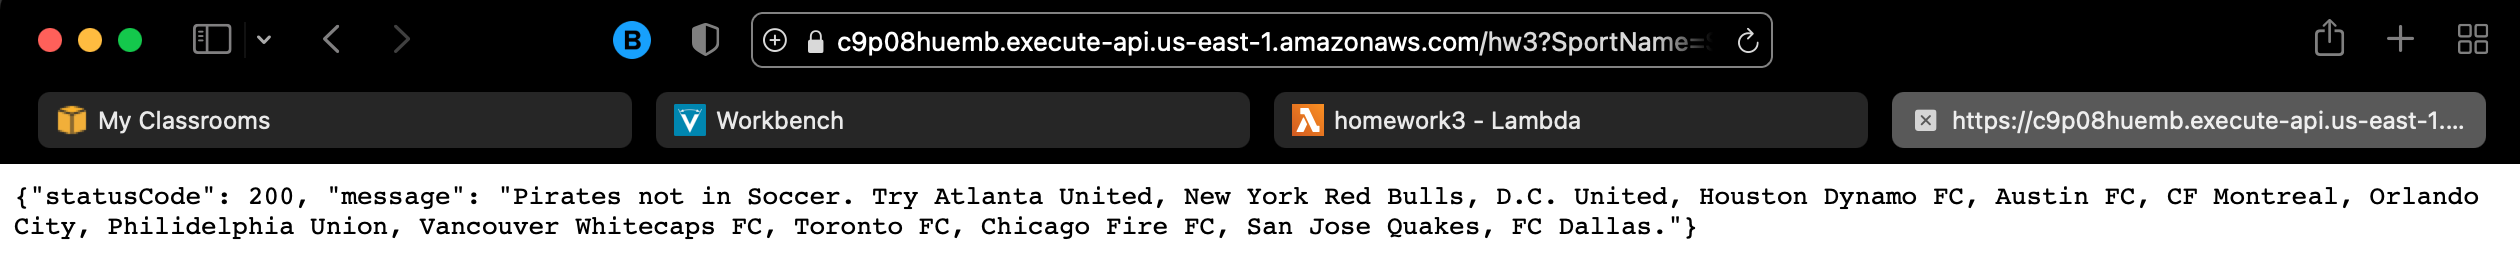 B
c9p08huemb.execute-api.us-east-1.amazonaws.com/hw3?SportName=
My Classrooms
Workbench
homework3 - Lambda
https://c9p08huemb.execute-api.us-east-1....
{"statusCode": 200, "message": "Pirates not in Soccer. Try Atlanta United, New York Red Bulls, D.C. United, Houston Dynamo FC, Austin FC, CF Montreal, Orlando
City, Philidelphia Union, Vancouver Whitecaps FC, Toronto FC, Chicago Fire FC, San Jose Quakes, FC Dallas."}